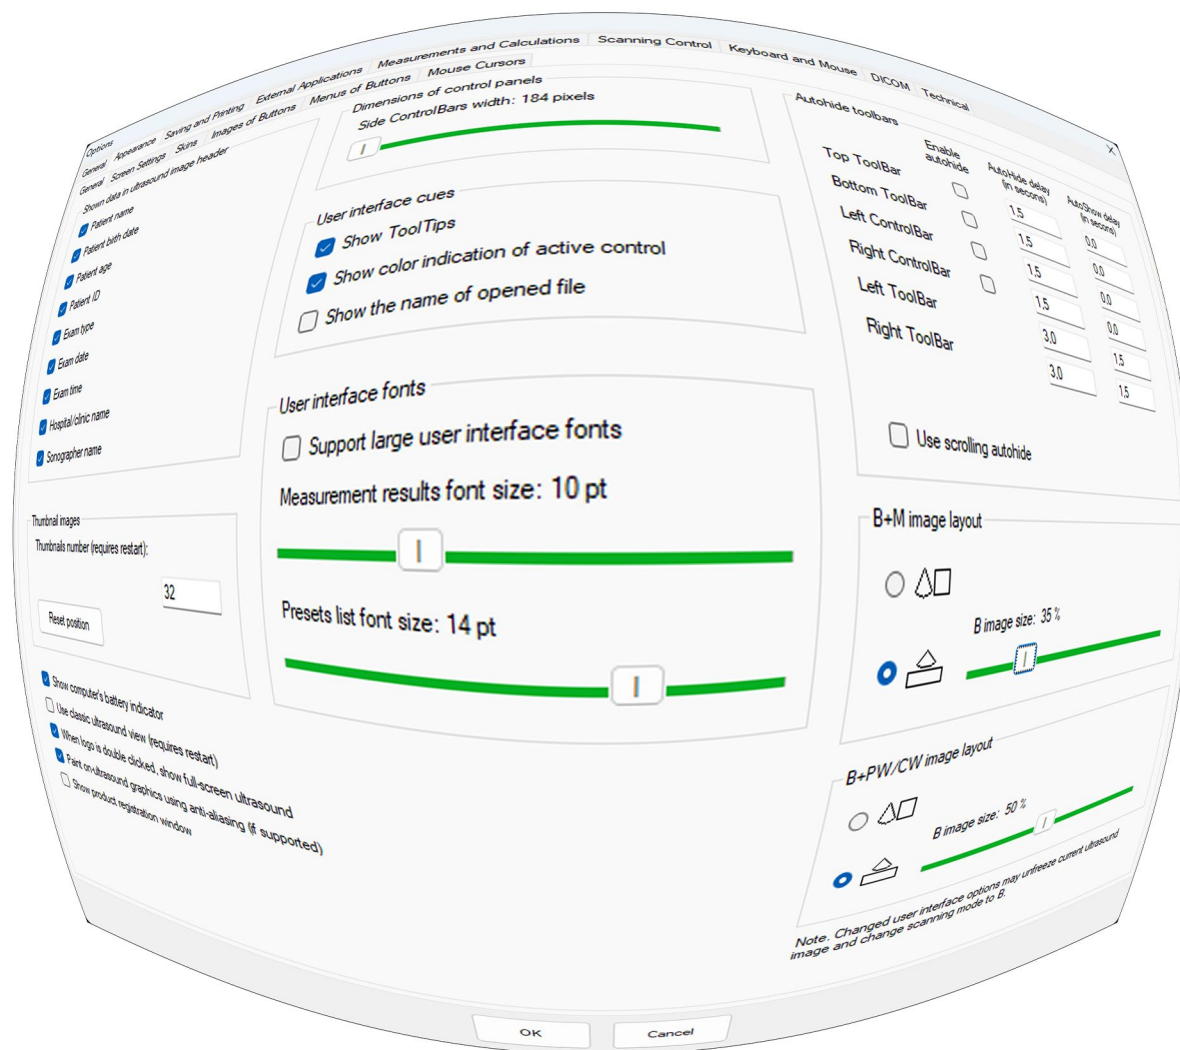 Options
General Appearance Saving and Printing External Applications Measurements and Calculations Scanning Control Keyboard and Mouse DICOM Technical
General Screen Settings Skins Images of Buttons Menus of Buttons Mouse Cursors
Shown data in ultrasound image header
Patient name
Patient birth date
Patient age
Patient ID
Exam type
Exam date
Exam time
Hospital/clinic name
Sonographer name
Thumbnail images
Thumbnails number (requires restart):
32
Reset position
Show computer's battery indicator
Use classic ultrasound view (requires restart)
When logo is double clicked, show full-screen ultrasound
Paint on-ultrasound graphics using anti-aliasing (if supported)
Show product registration window
Dimensions of control panels
Side ControlBars width: 184 pixels
User interface cues
Show ToolTips
Show color indication of active control
Show the name of opened file
User interface fonts
Support large user interface fonts
Measurement results font size: 10 pt
Presets list font size: 14 pt
Autohide toolbars
Enable autohide
AutoHide delay (in seconds)
AutoShow delay (in seconds)
Top ToolBar 1,5 0,0
Bottom ToolBar 1,5 0,0
Left ControlBar 1,5 0,0
Right ControlBar 1,5 0,0
Left ToolBar 3,0 1,5
Right ToolBar 3,0 1,5
Use scrolling autohide
B+M image layout
B image size: 35 %
B+PW/CW image layout
B image size: 50 %
Note. Changed user interface options may unfreeze current ultrasound
image and change scanning mode to B.
OK Cancel